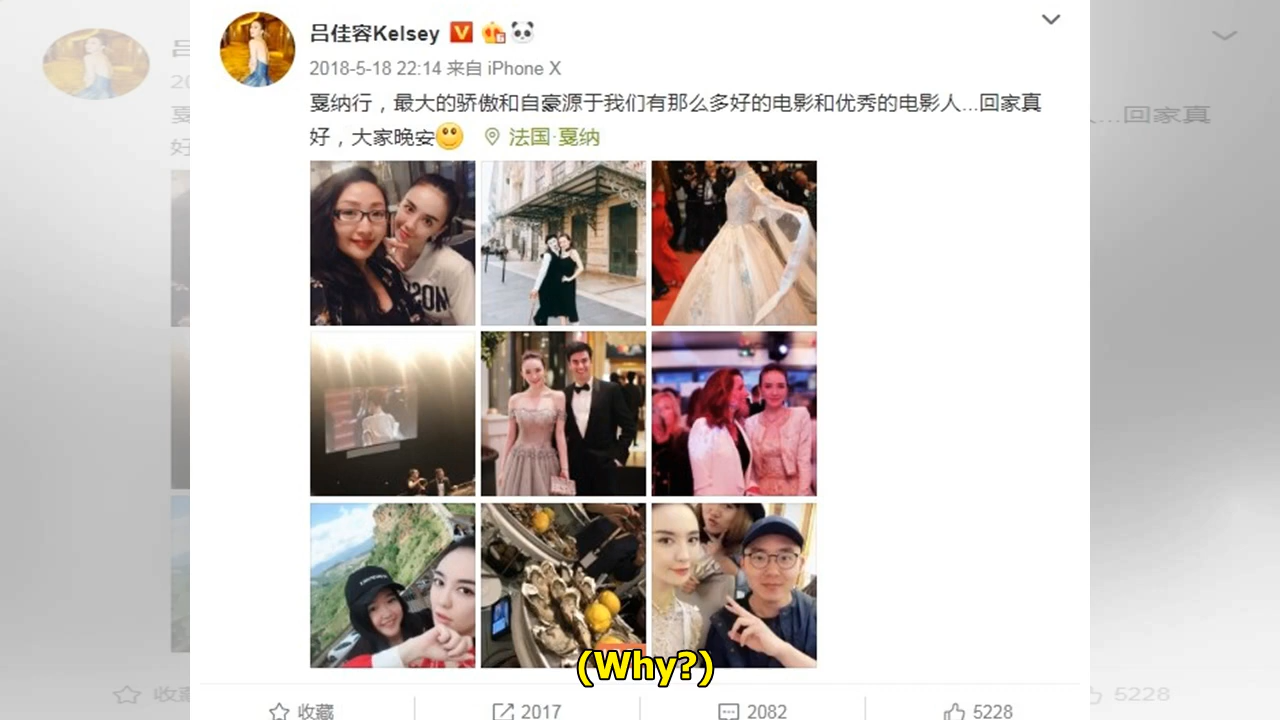 吕佳容Kelsey
2018-5-18 22:14 来自 iPhone X
戛纳行，最大的骄傲和自豪源于我们有那么多好的电影和优秀的电影人...回家真
好，大家晚安 法国·戛纳
(Why?)
收藏 2017 2082 5228